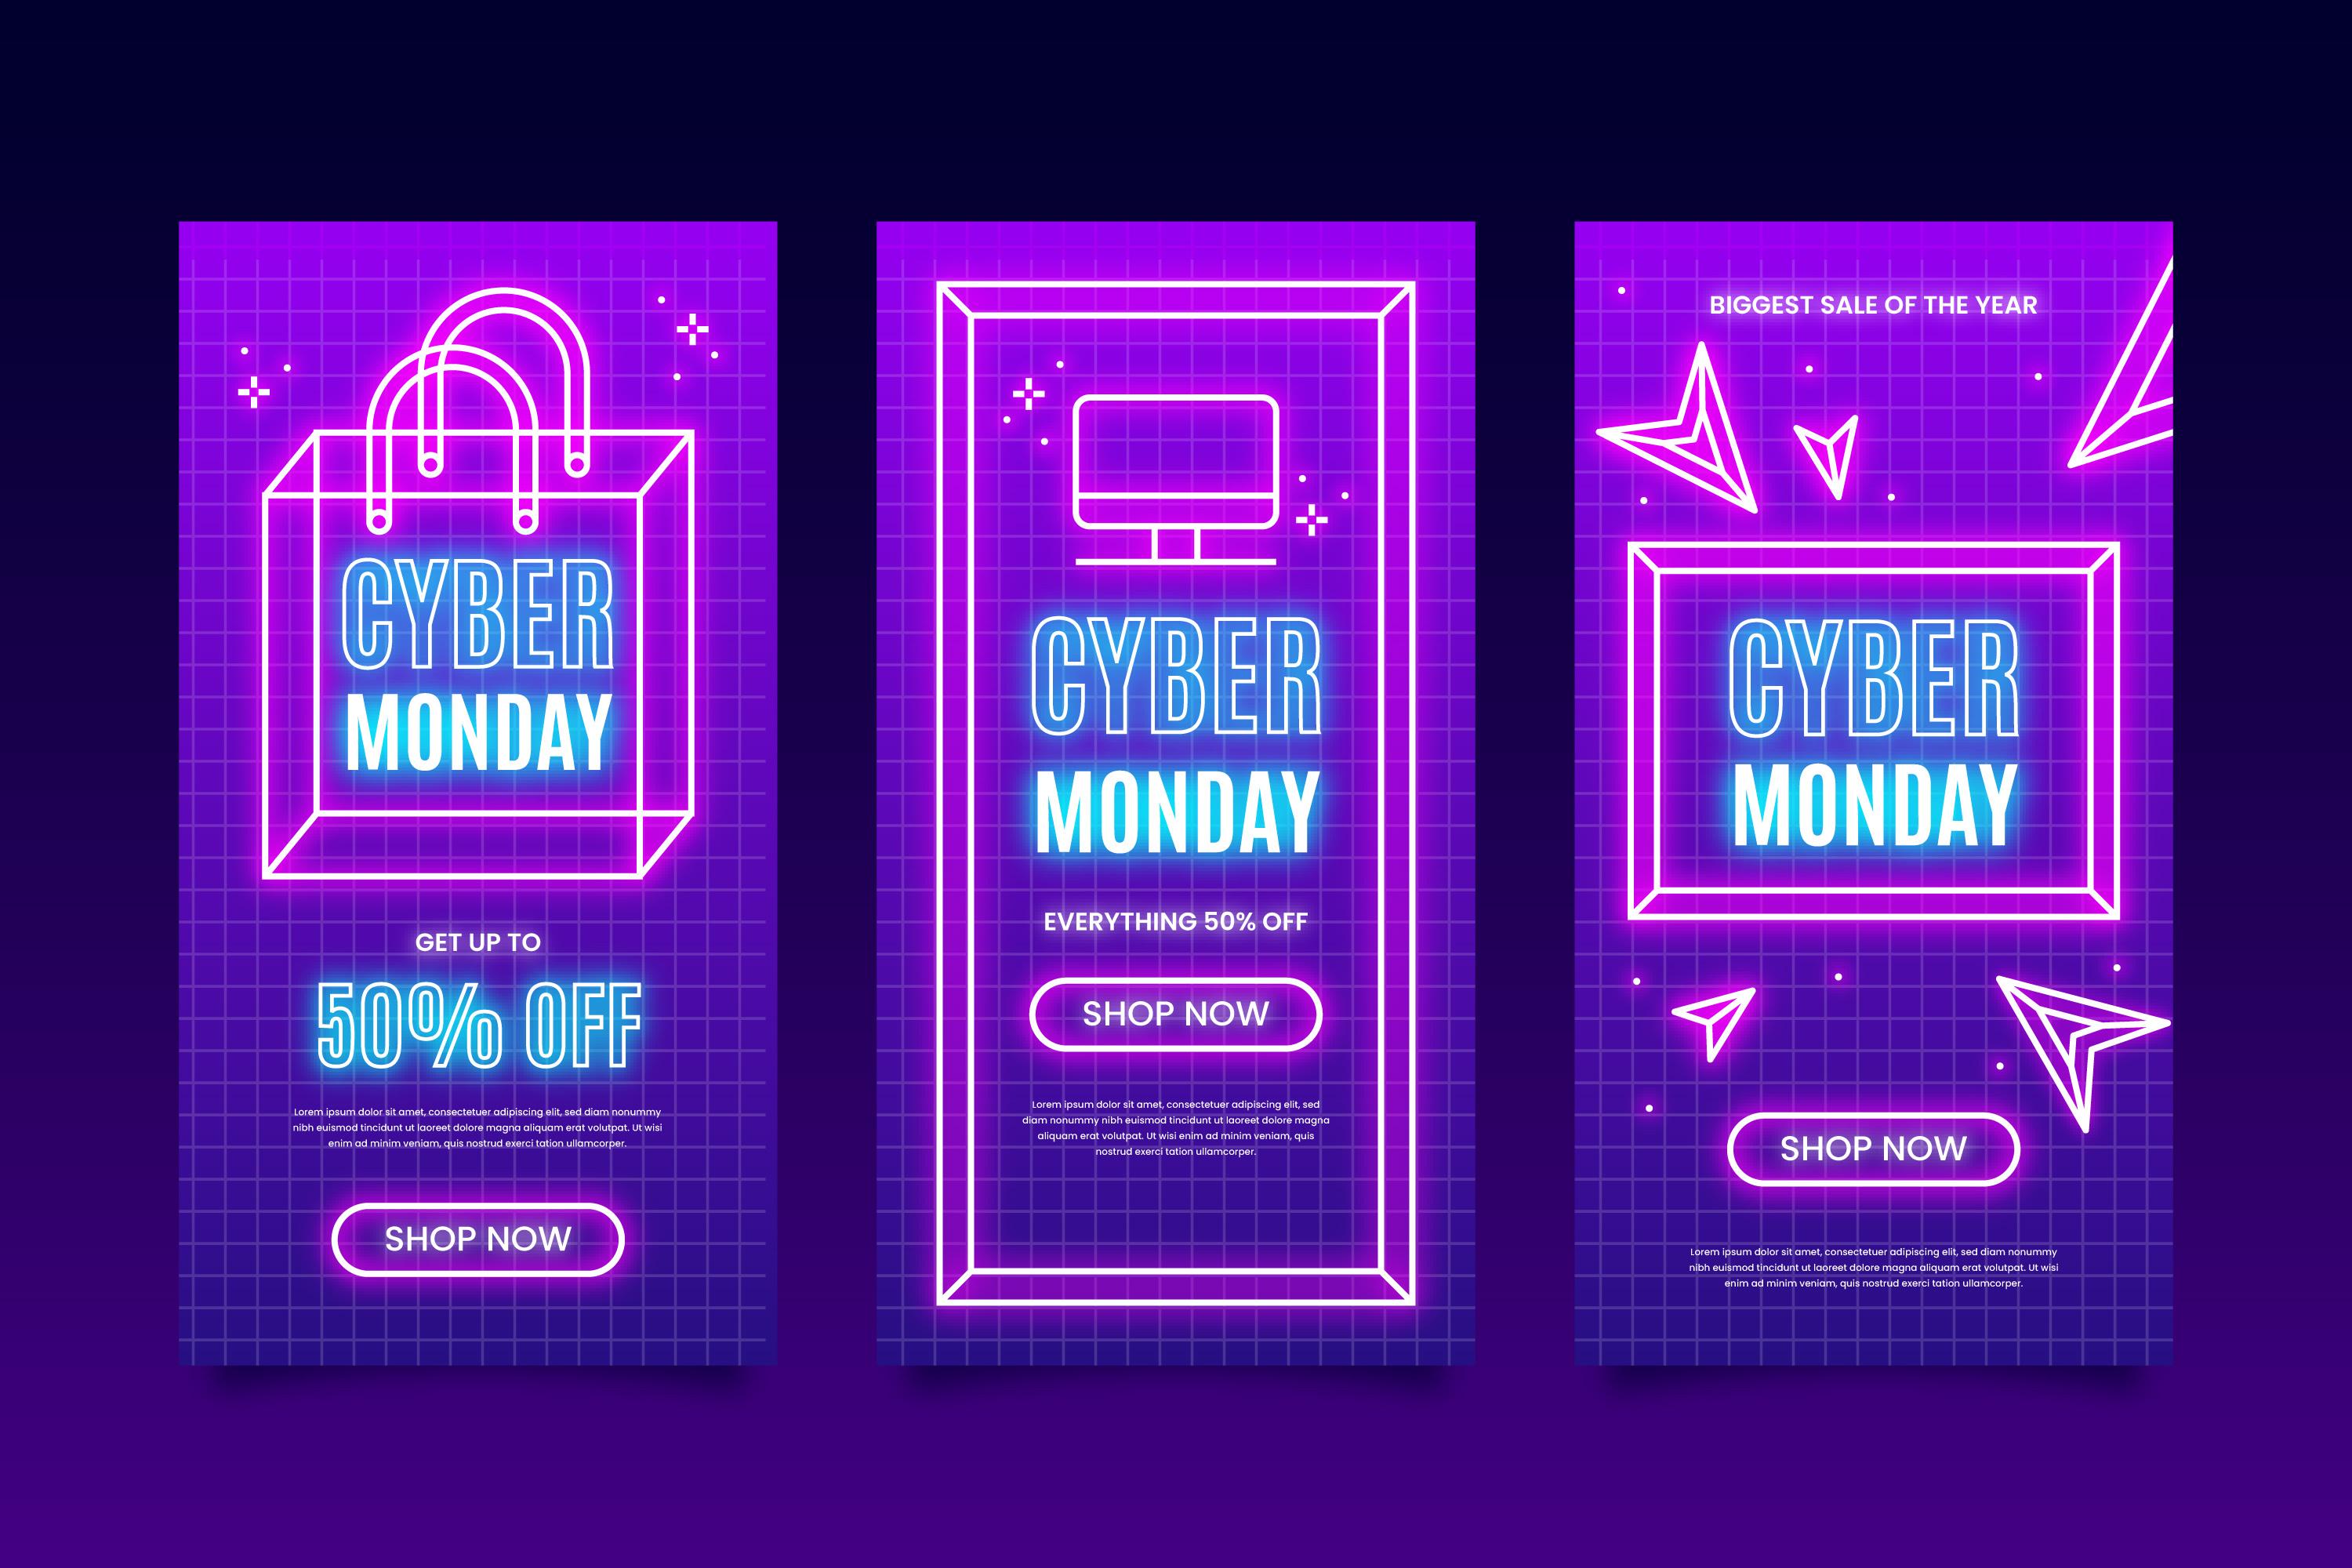 CYBER
MONDAY
GET UP TO
50% OFF
Lorem ipsum dolor sit amet, consectetuer adipiscing elit, sed diam nonummy
nibh euismod tincidunt ut laoreet dolore magna aliquam erat volutpat. Ut wisi
enim ad minim veniam, quis nostrud exerci tation ullamcorper.
SHOP NOW
CYBER
MONDAY
EVERYTHING 50% OFF
SHOP NOW
Lorem ipsum dolor sit amet, consectetuer adipiscing elit, sed
diam nonummy nibh euismod tincidunt ut laoreet dolore magna
aliquam erat volutpat. Ut wisi enim ad minim veniam, quis
nostrud exerci tation ullamcorper.
BIGGEST SALE OF THE YEAR
CYBER
MONDAY
SHOP NOW
Lorem ipsum dolor sit amet, consectetuer adipiscing elit, sed diam nonummy
nibh euismod tincidunt ut laoreet dolore magna aliquam erat volutpat. Ut wisi
enim ad minim veniam, quis nostrud exerci tation ullamcorper.